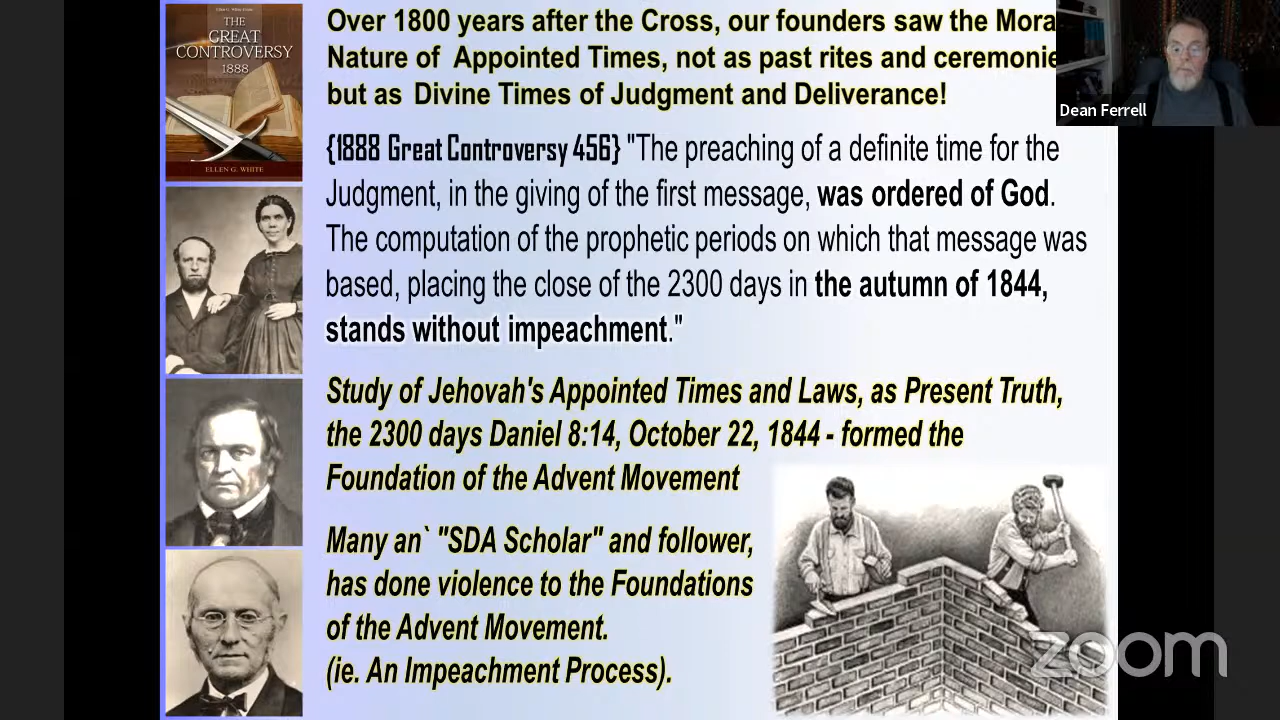 Ellen G. White
THE
GREAT
CONTROVERSY
1888
ELLEN G. WHITE
Over 1800 years after the Cross, our founders saw the Mora
Nature of Appointed Times, not as past rites and ceremonie
but as Divine Times of Judgment and Deliverance!
Dean Ferrell
{1888 Great Controversy 456} "The preaching of a definite time for the
Judgment, in the giving of the first message, was ordered of God.
The computation of the prophetic periods on which that message was
based, placing the close of the 2300 days in the autumn of 1844,
stands without impeachment."
Study of Jehovah's Appointed Times and Laws, as Present Truth,
the 2300 days Daniel 8:14, October 22, 1844 - formed the
Foundation of the Advent Movement
Many an` "SDA Scholar" and follower,
has done violence to the Foundations
of the Advent Movement.
(ie. An Impeachment Process).
zoom